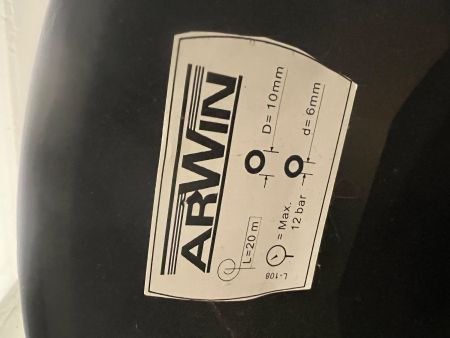 ARWIN
L=20 m
D= 10mm
= Max.
12 bar
d= 6mm
L-108